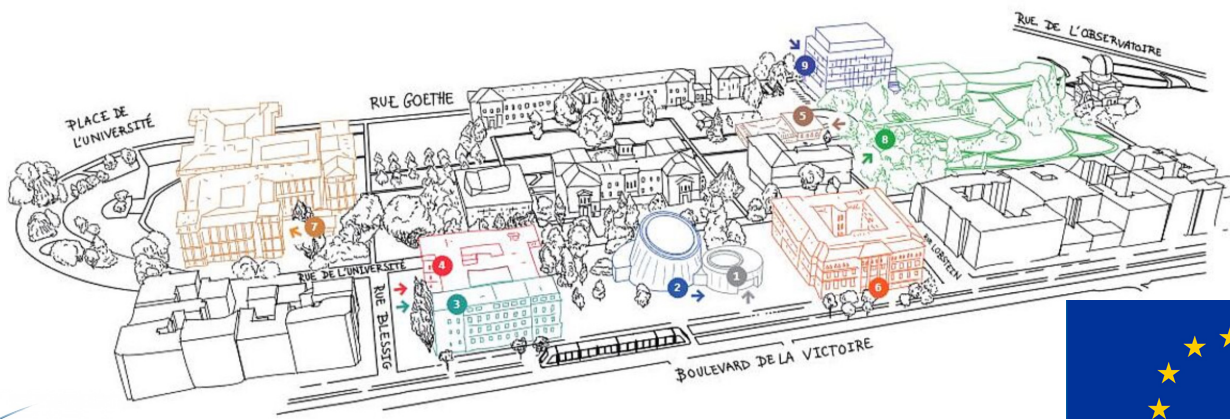 RUE DE L'OBSERVATOIRE
PLACE DE
L'UNIVERSITÉ
RUE GOETHE
9
5
8
7
RUE DE L'UNIVERSITÉ
4
3
2
1
6
RUE LOBSTEIN
RUE BLESSIG
BOULEVARD DE LA VICTOIRE